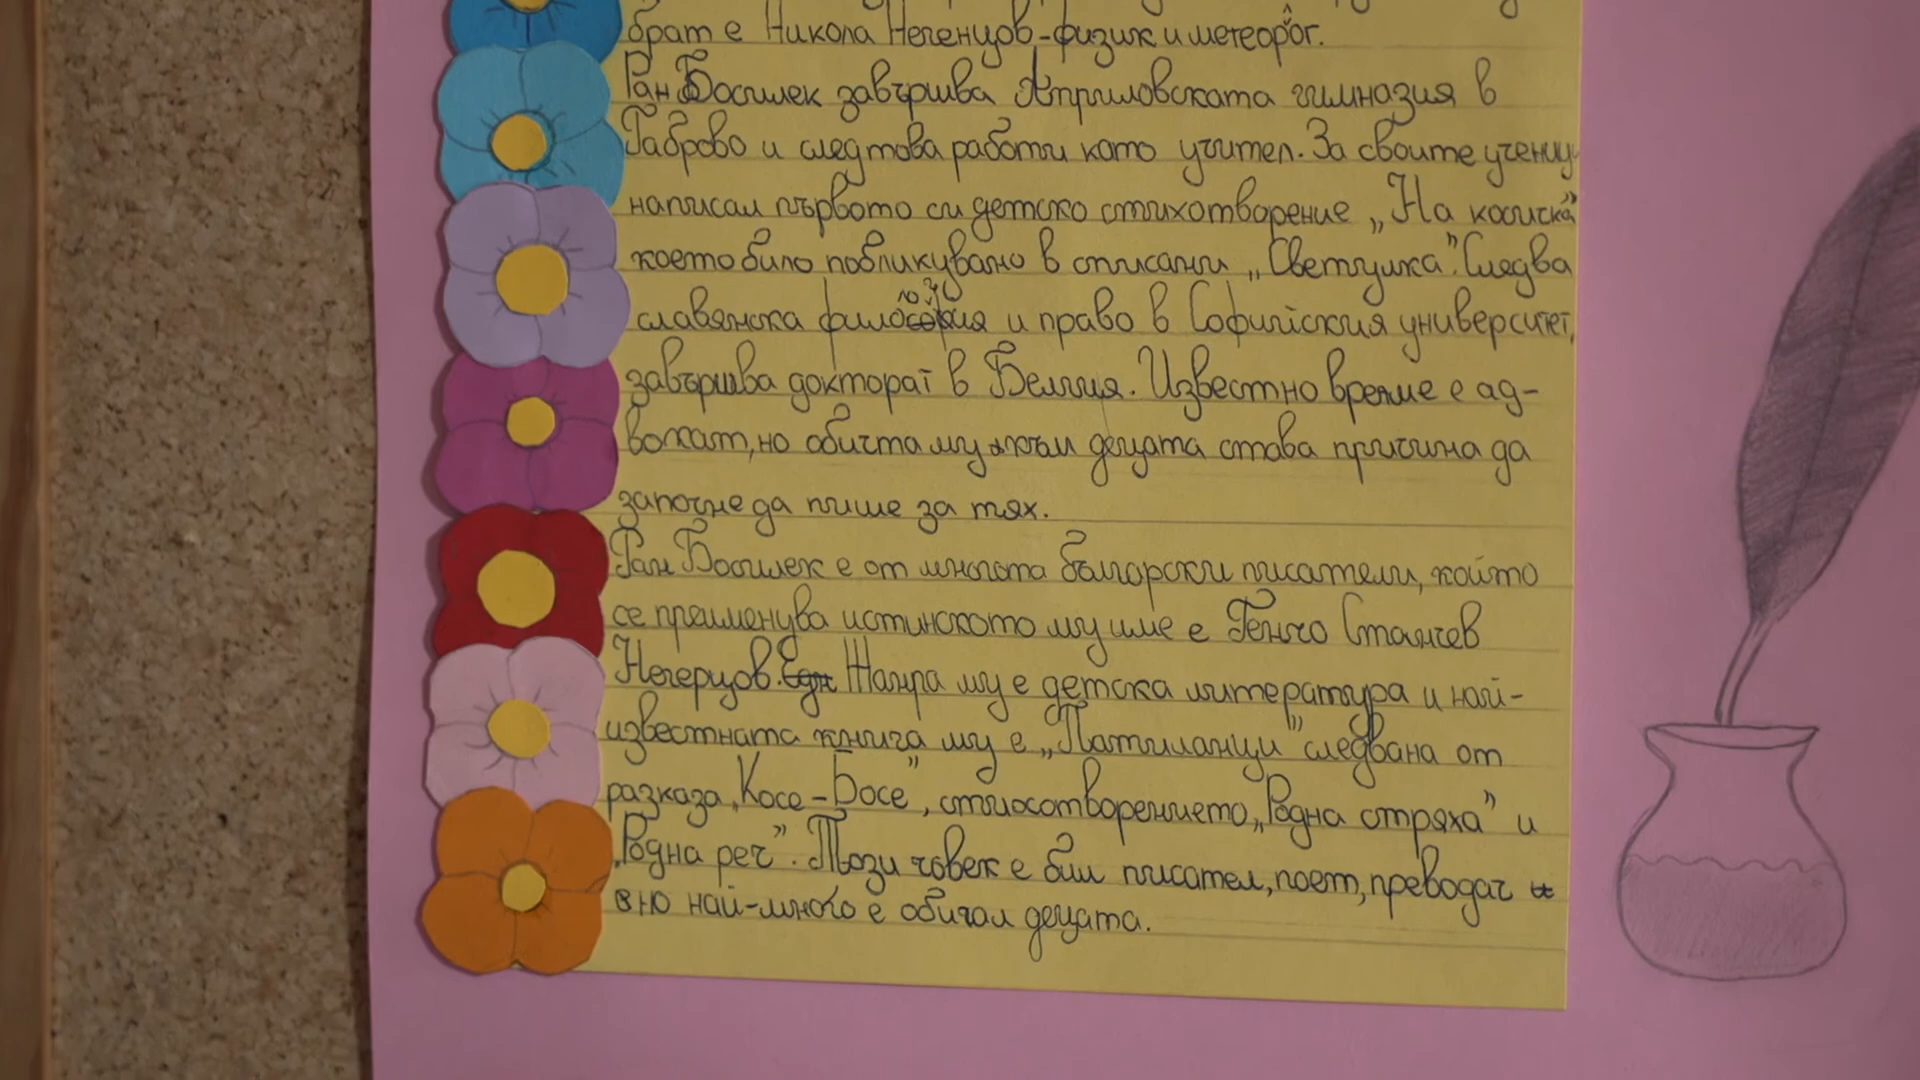 брат е Никола Негенцов-физик и метеорог.
Ран Босилек завършва Априловската гимназия в
Габрово и след това работи като учител. За своите ученици
написал първото си детско стихотворение „На косичка"
което било побликувано в списани „Светулка". Следва
славянска филология и право в Софийския университет,
завършва докторат в Белгия. Известно време е ад-
вокат, но обичта му към децата става причина да
започне да пише за тях.
Ран Босилек е от многото български писатели, който
се преименува истинското му име е Генчо Станчев
Негерцов. Жанра му е детска литература и най-
известната книга му е „Патиланци" следвана от
разказа „Косе-Босе", стихотворението „Родна стряха" и
„Родна реч". Този човек е бил писател, поет, преводач
но най-много е обичал децата.